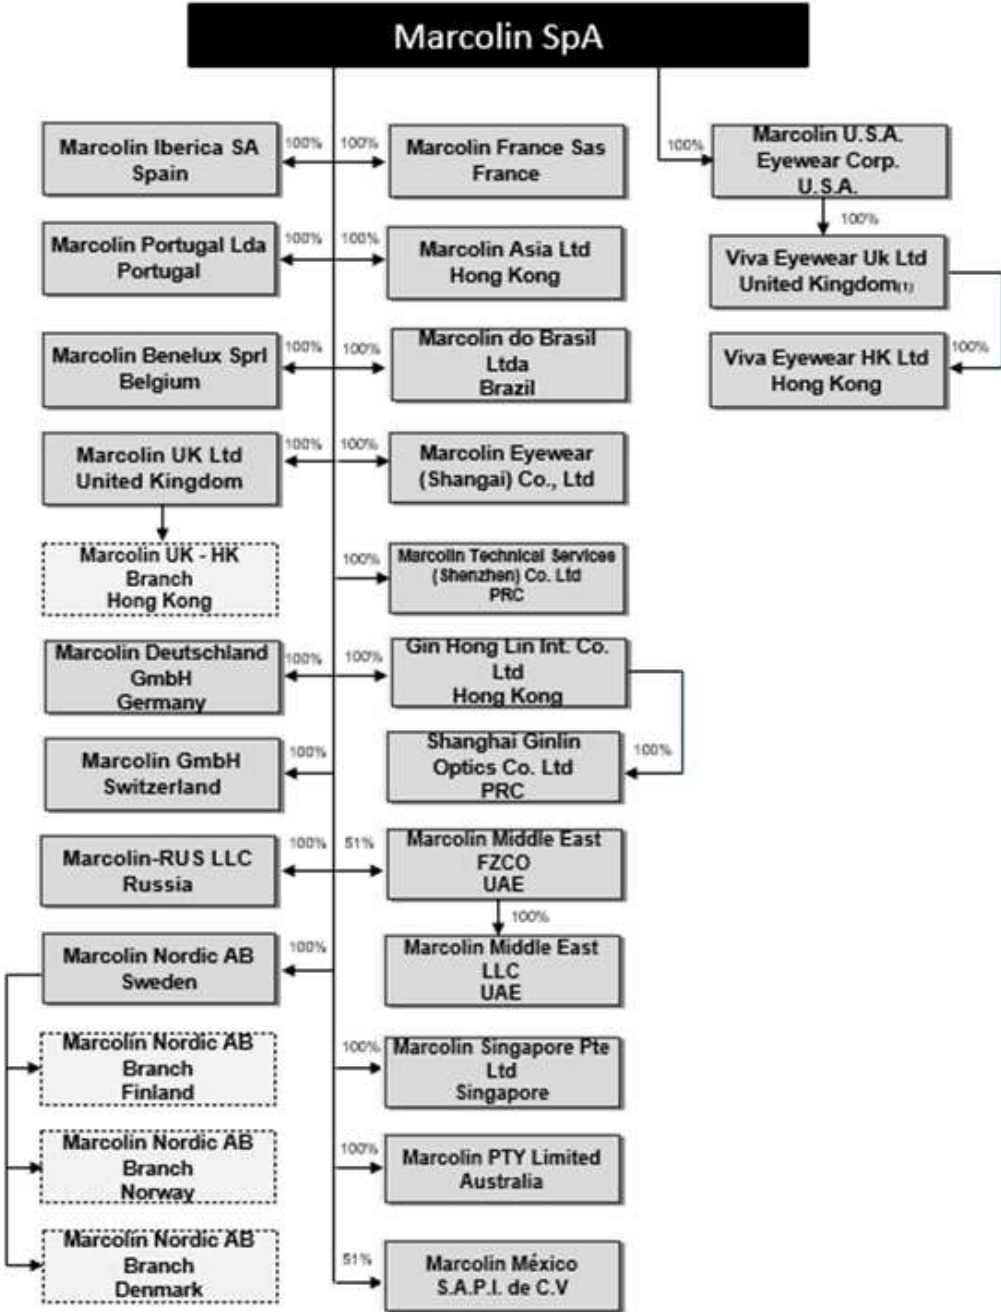 Marcolin SpA
Marcolin Iberica SA
Spain
100%
100%
Marcolin France Sas
France
100%
Marcolin U.S.A.
Eyewear Corp.
U.S.A.
100%
Marcolin Portugal Lda
Portugal
100%
100%
Marcolin Asia Ltd
Hong Kong
Viva Eyewear Uk Ltd
United Kingdom(1)
Marcolin Benelux Sprl
Belgium
100%
100%
Marcolin do Brasil
Ltda
Brazil
Viva Eyewear HK Ltd
Hong Kong
100%
Marcolin UK Ltd
United Kingdom
100%
100%
Marcolin Eyewear
(Shangai) Co., Ltd
Marcolin UK - HK
Branch
Hong Kong
100%
Marcolin Technical Services
(Shenzhen) Co. Ltd
PRC
Marcolin Deutschland
GmbH
Germany
100%
100%
Gin Hong Lin Int. Co.
Ltd
Hong Kong
Marcolin GmbH
Switzerland
100%
Shanghai Ginlin
Optics Co. Ltd
PRC
100%
Marcolin-RUS LLC
Russia
100%
51%
Marcolin Middle East
FZCO
UAE
100%
Marcolin Nordic AB
Sweden
100%
Marcolin Middle East
LLC
UAE
Marcolin Nordic AB
Branch
Finland
100%
Marcolin Singapore Pte
Ltd
Singapore
Marcolin Nordic AB
Branch
Norway
100%
Marcolin PTY Limited
Australia
Marcolin Nordic AB
Branch
Denmark
51%
Marcolin México
S.A.P.I. de C.V